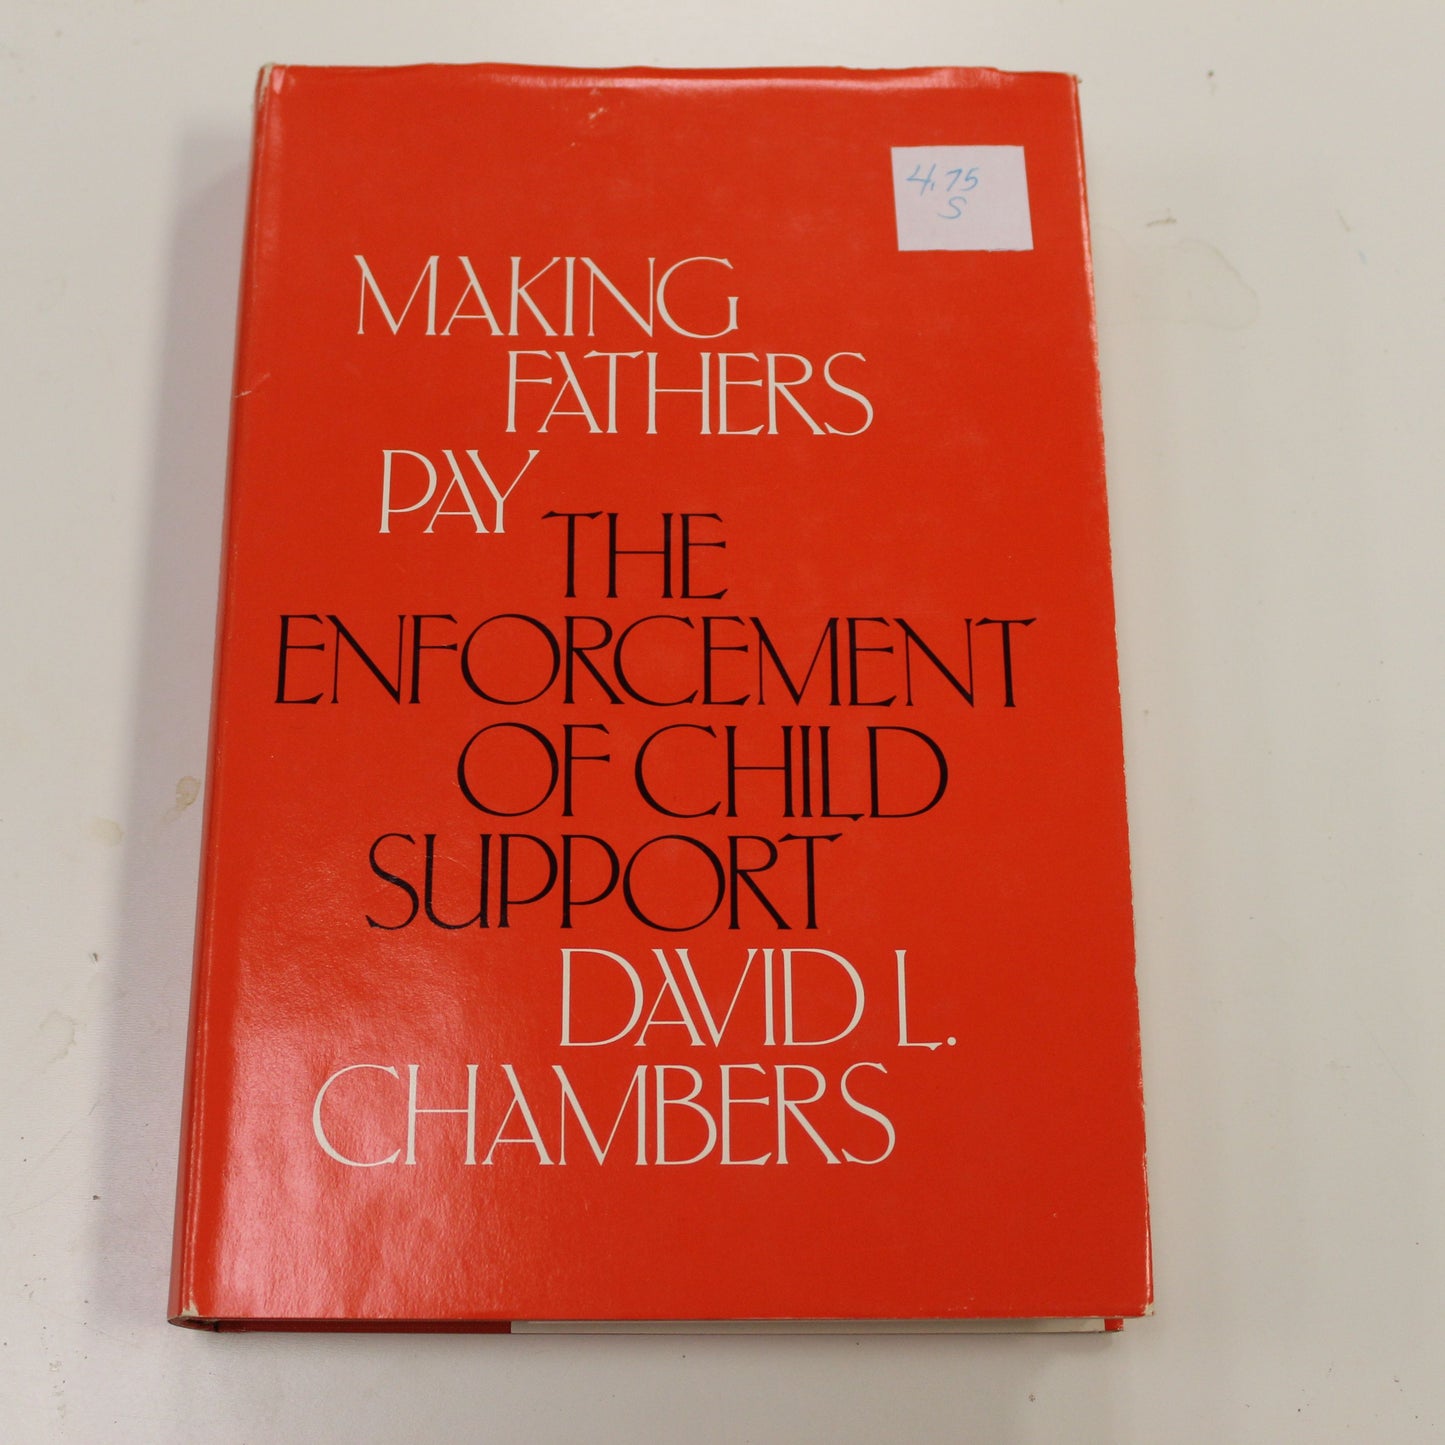 4.75
S
MAKING
FATHERS
PAY
THE
ENFORCEMENT
OF CHILD
SUPPORT
DAVID L.
CHAMBERS